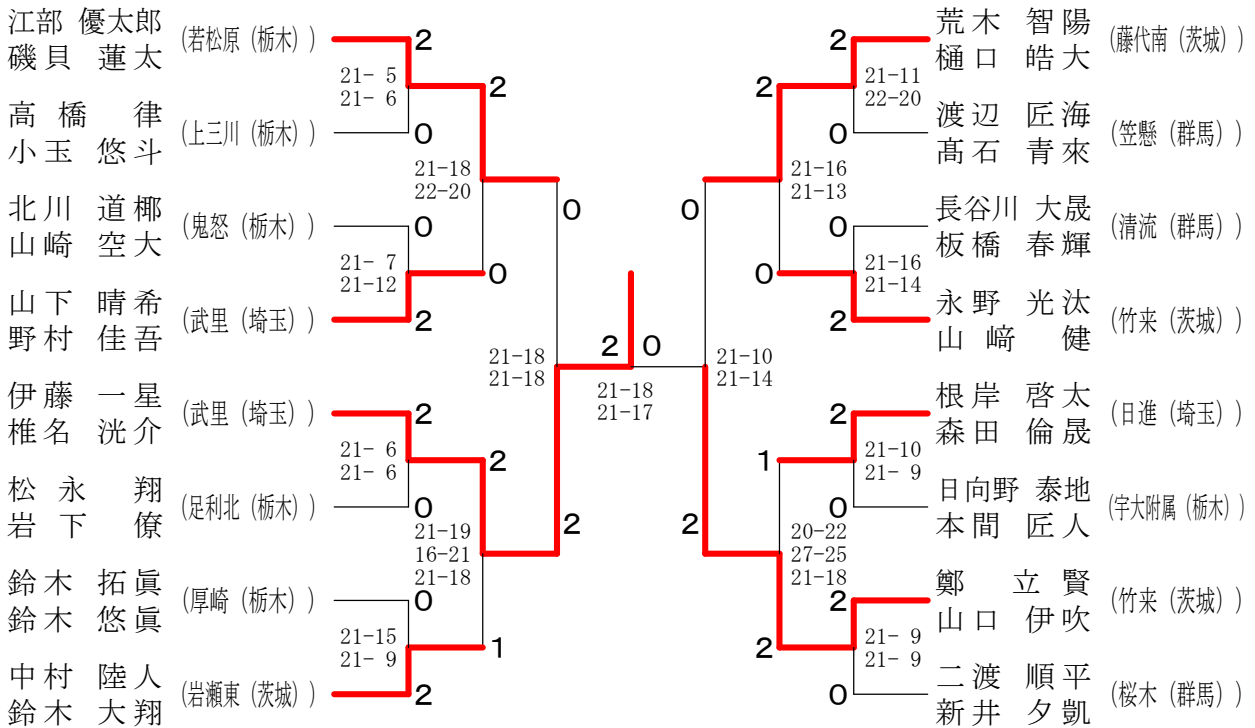 江部 優太郎
磯貝 蓮太
(若松原 (栃木) )
2
21- 5
21- 6
2
高橋 律
小玉 悠斗
(上三川 (栃木) )
0
21-18
22-20
0
北川 道椰
山崎 空大
(鬼怒 (栃木) )
0
21- 7
21-12
0
山下 晴希
野村 佳吾
(武里 (埼玉) )
2
21-18
21-18
2 0
21-18
21-17
伊藤 一星
椎名 洸介
(武里 (埼玉) )
2
21- 6
21- 6
2
松永 翔
岩下 僚
(足利北 (栃木) )
0
21-19
16-21
21-18
2
鈴木 拓眞
鈴木 悠眞
(厚崎 (栃木) )
0
21-15
21- 9
1
中村 陸人
鈴木 大翔
(岩瀬東 (茨城) )
2
荒木 智陽
樋口 皓大
(藤代南 (茨城) )
2
21-11
22-20
2
渡辺 匠海
髙石 青來
(笠懸 (群馬) )
0
21-16
21-13
0
長谷川 大晟
板橋 春輝
(清流 (群馬) )
0
21-16
21-14
0
永野 光汰
山﨑 健
(竹来 (茨城) )
2
21-10
21-14
根岸 啓太
森田 倫晟
(日進 (埼玉) )
2
21-10
21- 9
1
日向野 泰地
本間 匠人
(宇大附属 (栃木) )
0
20-22
27-25
21-18
2
鄭 立賢
山口 伊吹
(竹来 (茨城) )
2
21- 9
21- 9
2
二渡 順平
新井 夕凱
(桜木 (群馬) )
0